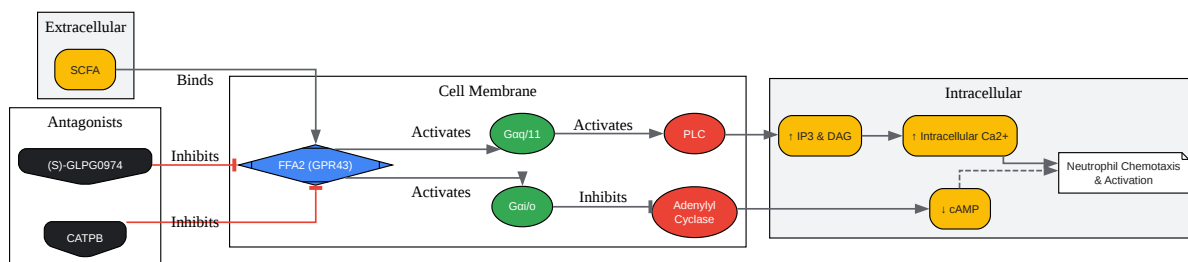 Extracellular
SCFA
Binds
Antagonists
(S)-GLPG0974
Inhibits
CATPB
Inhibits
Cell Membrane
FFA2 (GPR43)
Activates
Activates
Gαq/11
Activates
PLC
Gαi/o
Inhibits
Adenylyl
Cyclase
Intracellular
↑ IP3 & DAG
↑ Intracellular Ca2+
↓ cAMP
Neutrophil Chemotaxis
& Activation